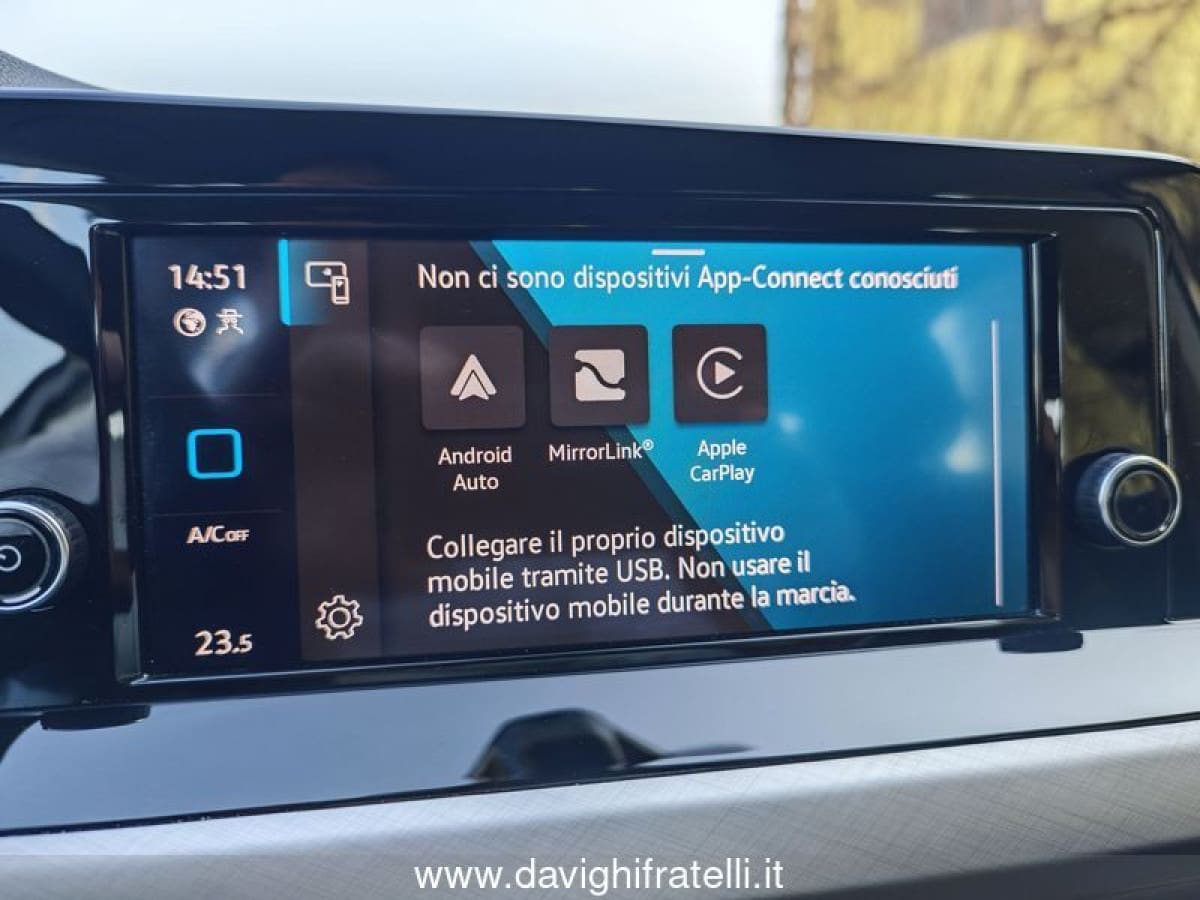 14:51
Non ci sono dispositivi App-Connect conosciuti
Android
Auto
MirrorLink®
Apple
CarPlay
A/C OFF
Collegare il proprio dispositivo
mobile tramite USB. Non usare il
dispositivo mobile durante la marcia.
23.5
www.davighifratelli.it